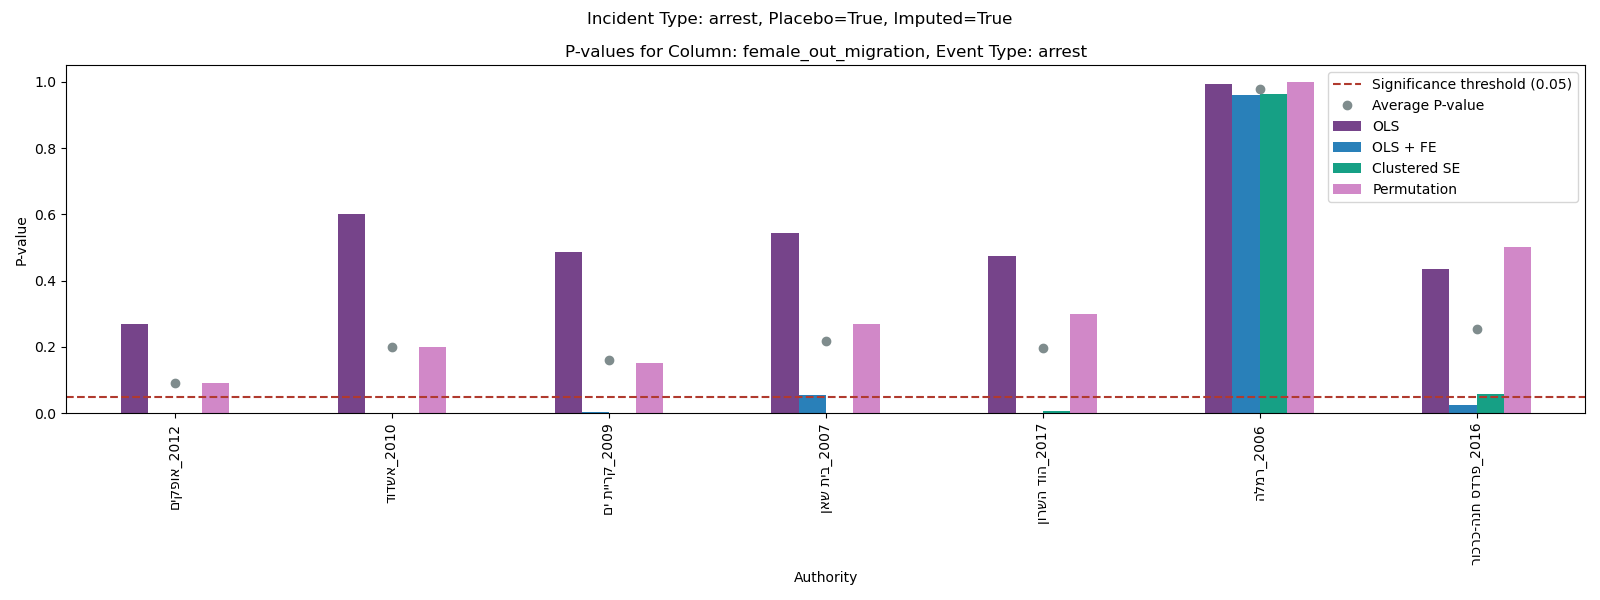 Incident Type: arrest, Placebo=True, Imputed=True
P-values for Column: female_out_migration, Event Type: arrest
Significance threshold (0.05)
Average P-value
OLS
OLS + FE
Clustered SE
Permutation
P-value
1.0
0.8
0.6
0.4
0.2
0.0
אופקים_2012
אשדוד_2010
קריית ים_2009
בית שאן_2007
הוד השרון_2017
רמלה_2006
פרדס חנה-כרכור_2016
Authority